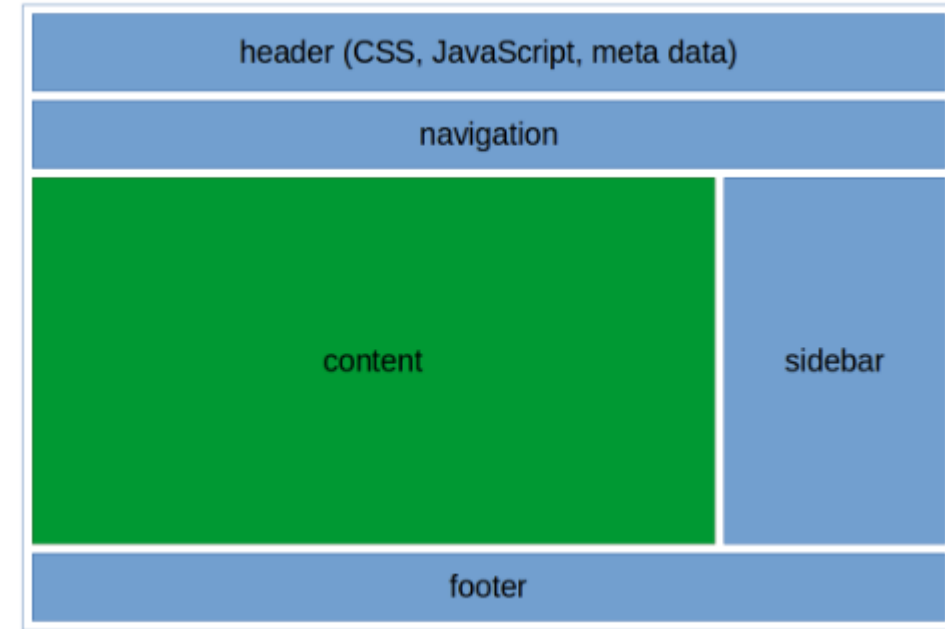 header (CSS, JavaScript, meta data)
navigation
content
sidebar
footer